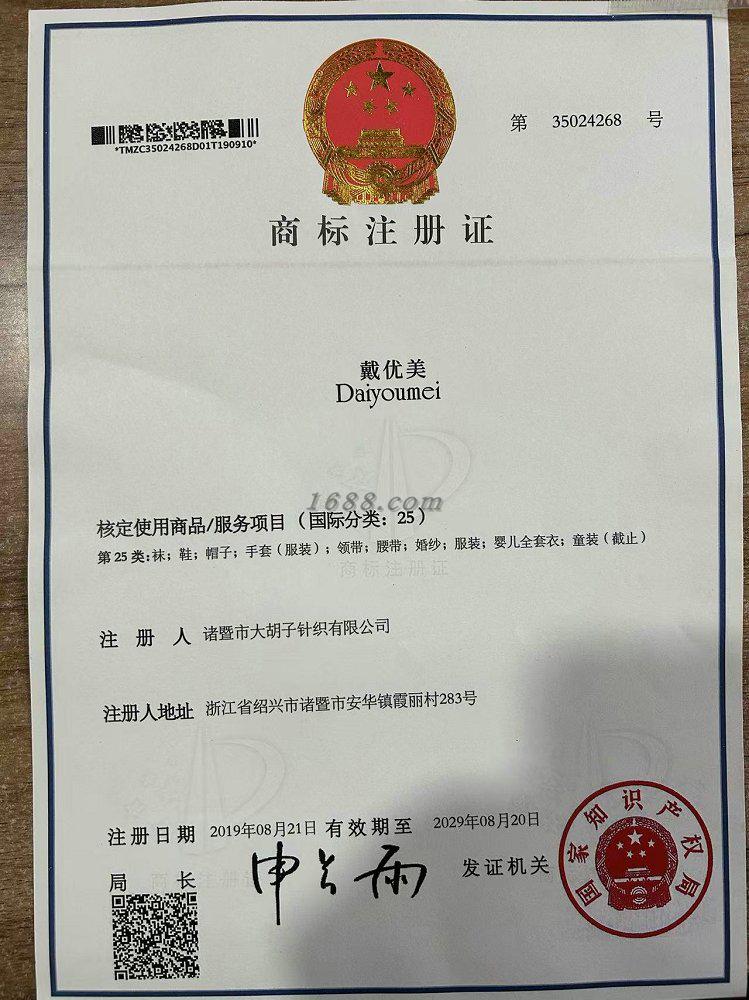 第 35024268 号
*TMZC35024268D01T190910*
商标注册证
戴优美
Daiyoumei
1688.com
核定使用商品/服务项目（国际分类：25）
第25类:袜；鞋；帽子；手套（服装）；领带；腰带；婚纱；服装；婴儿全套衣；童装（截止）
商标注册证
注册人 诸暨市大胡子针织有限公司
注册人地址 浙江省绍兴市诸暨市安华镇霞丽村283号
注册日期 2019年08月21日 有效期至 2029年08月20日
局长 申长雨 发证机关
商标注册证
国家知识产权局